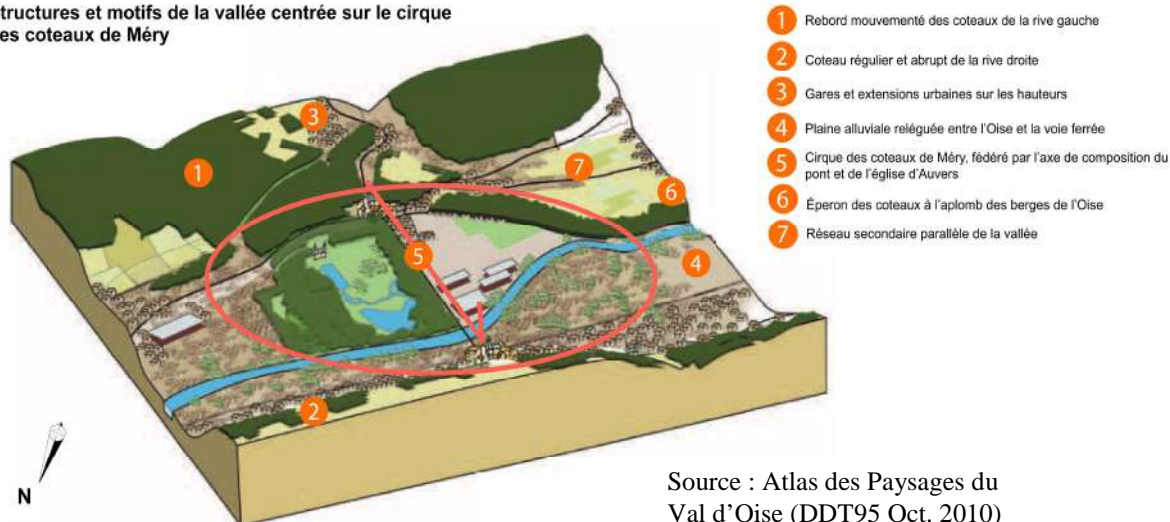 tructures et motifs de la vallée centrée sur le cirque
es coteaux de Méry
1 Rebord mouvementé des coteaux de la rive gauche
2 Coteau régulier et abrupt de la rive droite
3 Gares et extensions urbaines sur les hauteurs
4 Plaine alluviale reléguée entre l'Oise et la voie ferrée
5 Cirque des coteaux de Méry, fédéré par l'axe de composition du
pont et de l'église d'Auvers
6 Éperon des coteaux à l'aplomb des berges de l'Oise
7 Réseau secondaire parallèle de la vallée
3
1
7
6
5
4
2
N
Source : Atlas des Paysages du
Val d'Oise (DDT95 Oct. 2010)